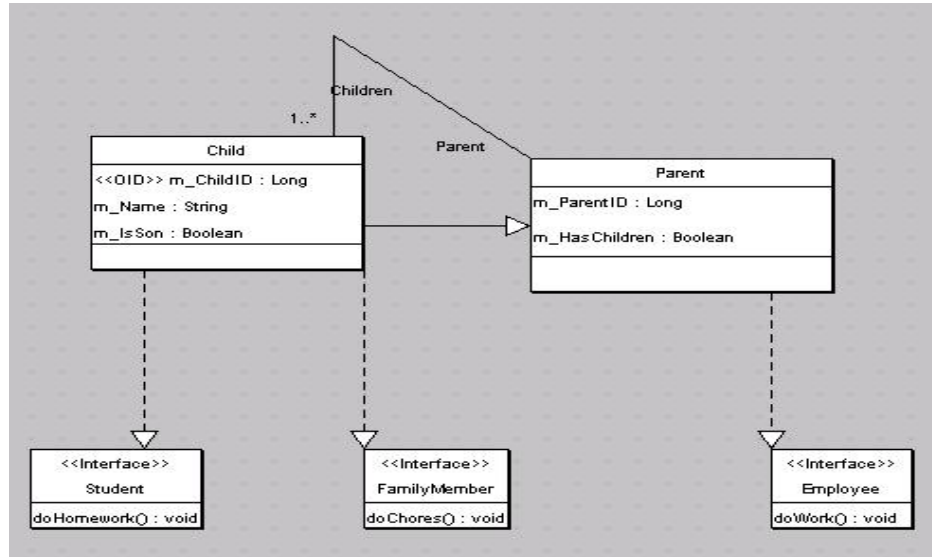 Children
1..*
Parent
Child
<<OID>> m_ChildID : Long
m_Name : String
m_IsSon : Boolean
Parent
m_ParentID : Long
m_HasChildren : Boolean
<<Interface>>
Student
doHomework() : void
<<Interface>>
FamilyMember
doChores() : void
<<Interface>>
Employee
doWork() : void